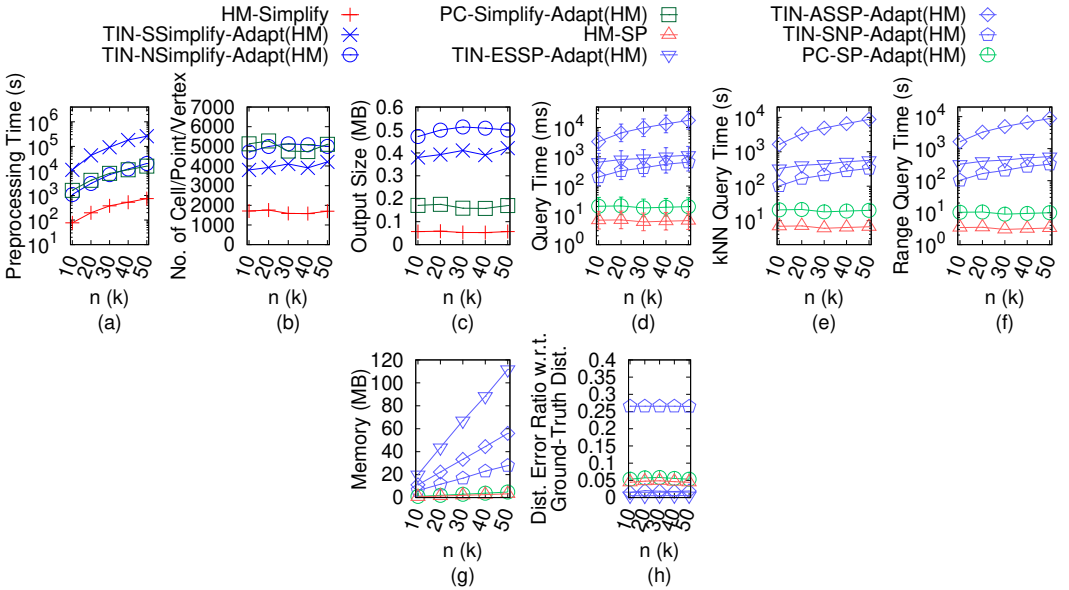 HM-Simplify
TIN-SSimplify-Adapt(HM)
TIN-NSimplify-Adapt(HM)
PC-Simplify-Adapt(HM)
HM-SP
TIN-ESSP-Adapt(HM)
TIN-ASSP-Adapt(HM)
TIN-SNP-Adapt(HM)
PC-SP-Adapt(HM)
Preprocessing Time (s)
10^6
10^5
10^4
10^3
10^2
10^1
10 20 30 40 50
n (k)
(a)
No. of Cell/Point/Vertex
7000
6000
5000
4000
3000
2000
1000
0
10 20 30 40 50
n (k)
(b)
Output Size (MB)
0.6
0.5
0.4
0.3
0.2
0.1
0
10 20 30 40 50
n (k)
(c)
Query Time (ms)
10^4
10^3
10^2
10^1
10^0
10 20 30 40 50
n (k)
(d)
kNN Query Time (s)
10^4
10^3
10^2
10^1
10^0
10 20 30 40 50
n (k)
(e)
Range Query Time (s)
10^4
10^3
10^2
10^1
10^0
10 20 30 40 50
n (k)
(f)
Memory (MB)
120
100
80
60
40
20
0
10 20 30 40 50
n (k)
(g)
Dist. Error Ratio w.r.t.
Ground-Truth Dist.
0.4
0.35
0.3
0.25
0.2
0.15
0.1
0.05
0
10 20 30 40 50
n (k)
(h)